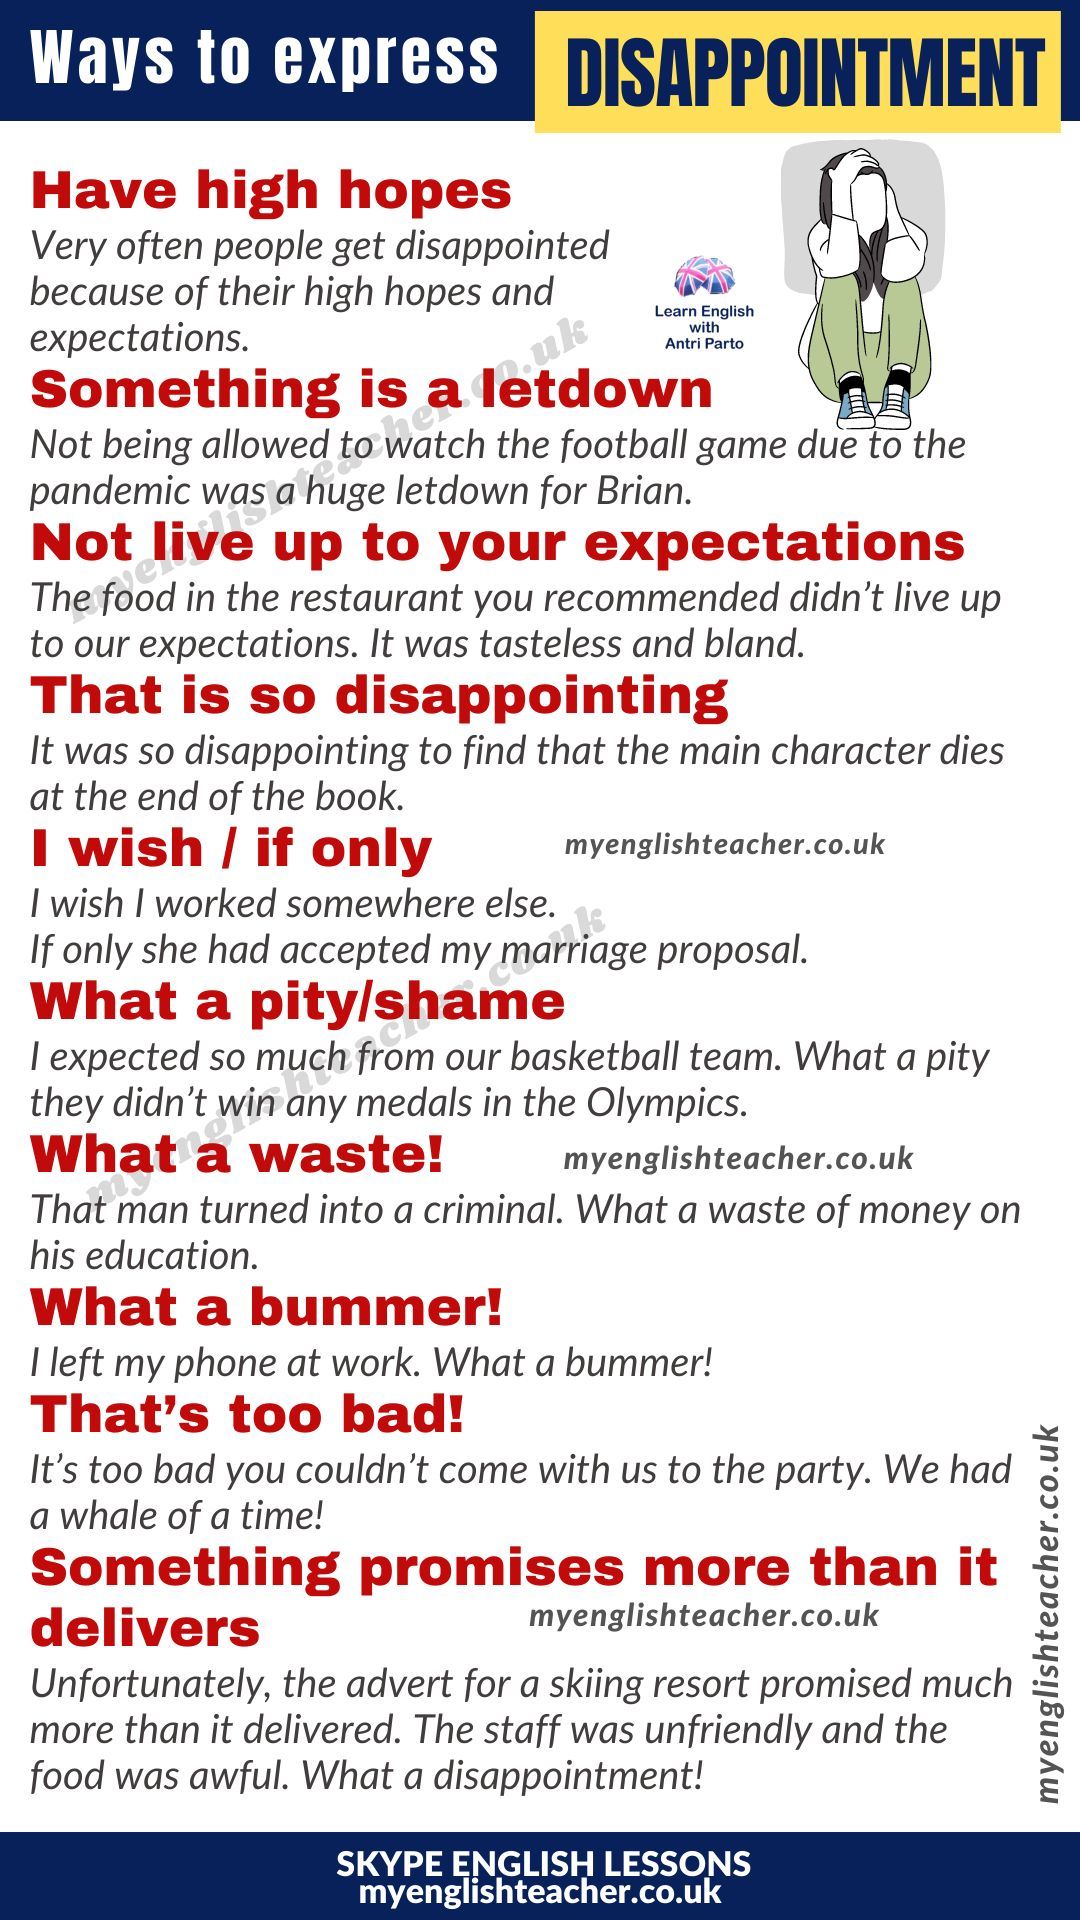 Ways to express
DISAPPOINTMENT
Have high hopes
Very often people get disappointed
because of their high hopes and
expectations.
Learn English
with
Antri Parto
Something is a letdown
Not being allowed to watch the football game due to the
pandemic was a huge letdown for Brian.
myenglishteacher.co.uk
Not live up to your expectations
The food in the restaurant you recommended didn't live up
to our expectations. It was tasteless and bland.
That is so disappointing
It was so disappointing to find that the main character dies
at the end of the book.
I wish / if only
myenglishteacher.co.uk
I wish I worked somewhere else.
If only she had accepted my marriage proposal.
What a pity/shame
I expected so much from our basketball team. What a pity
they didn't win any medals in the Olympics.
myenglishteacher.co.uk
What a waste!
myenglishteacher.co.uk
That man turned into a criminal. What a waste of money on
his education.
What a bummer!
I left my phone at work. What a bummer!
That's too bad!
It's too bad you couldn't come with us to the party. We had
a whale of a time!
Something promises more than it
delivers
myenglishteacher.co.uk
Unfortunately, the advert for a skiing resort promised much
more than it delivered. The staff was unfriendly and the
food was awful. What a disappointment!
myenglishteacher.co.uk
SKYPE ENGLISH LESSONS
myenglishteacher.co.uk